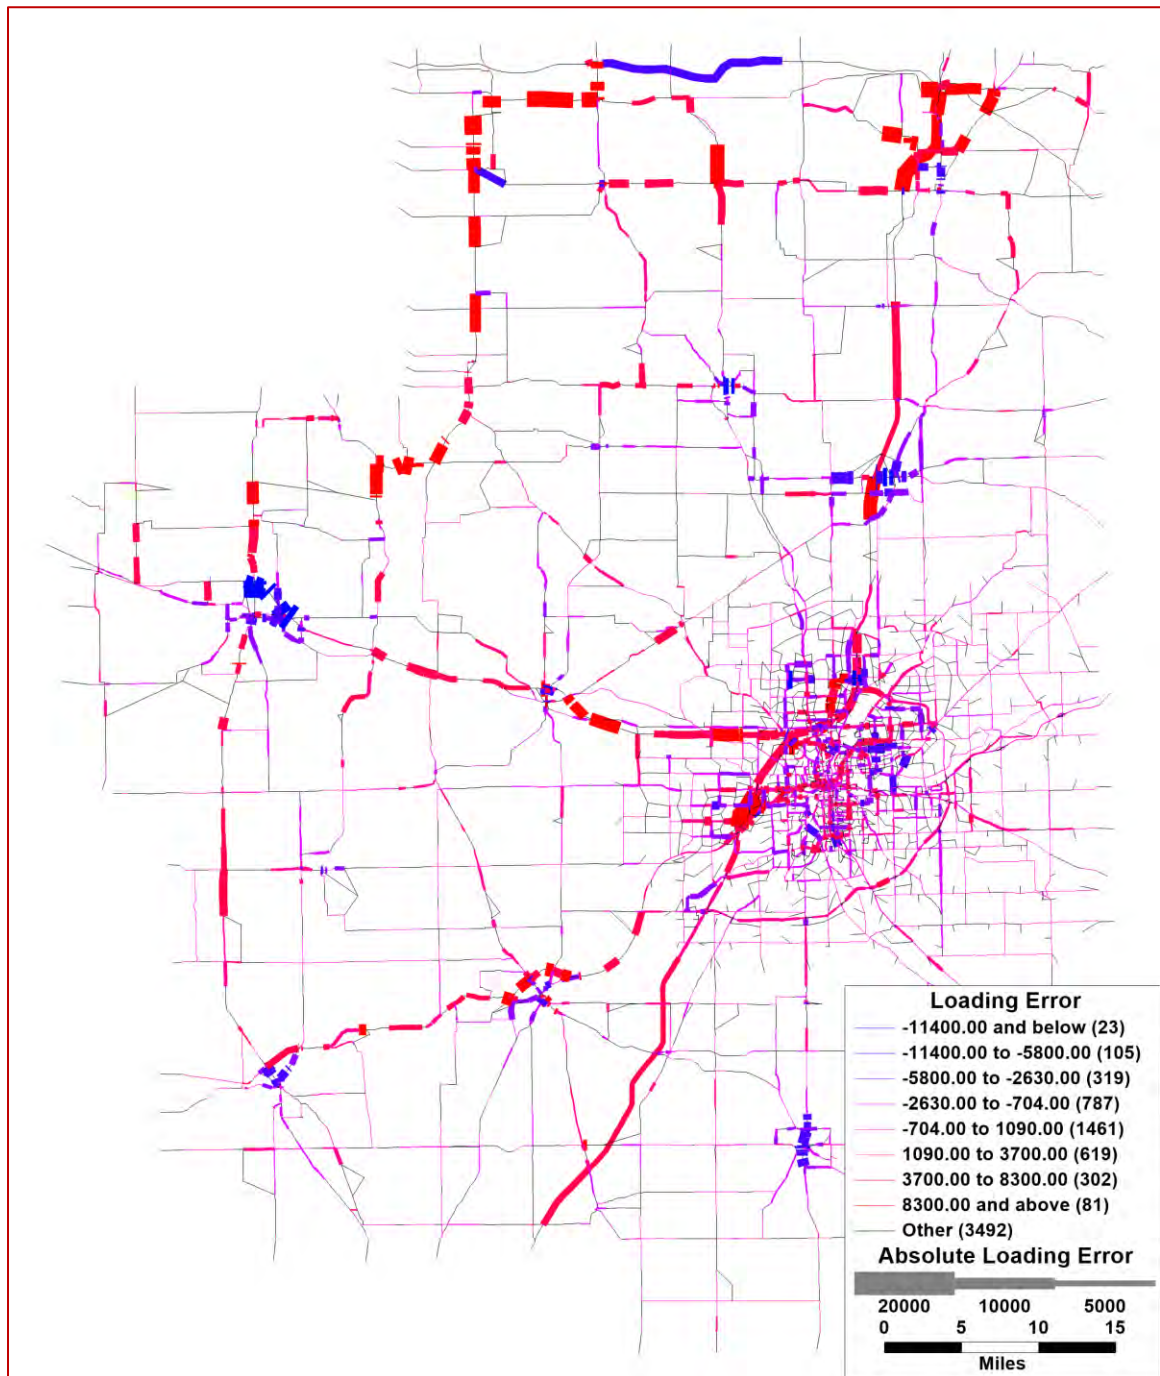 Loading Error
-11400.00 and below (23)
-11400.00 to -5800.00 (105)
-5800.00 to -2630.00 (319)
-2630.00 to -704.00 (787)
-704.00 to 1090.00 (1461)
1090.00 to 3700.00 (619)
3700.00 to 8300.00 (302)
8300.00 and above (81)
Other (3492)
Absolute Loading Error
20000 10000 5000
0 5 10 15
Miles